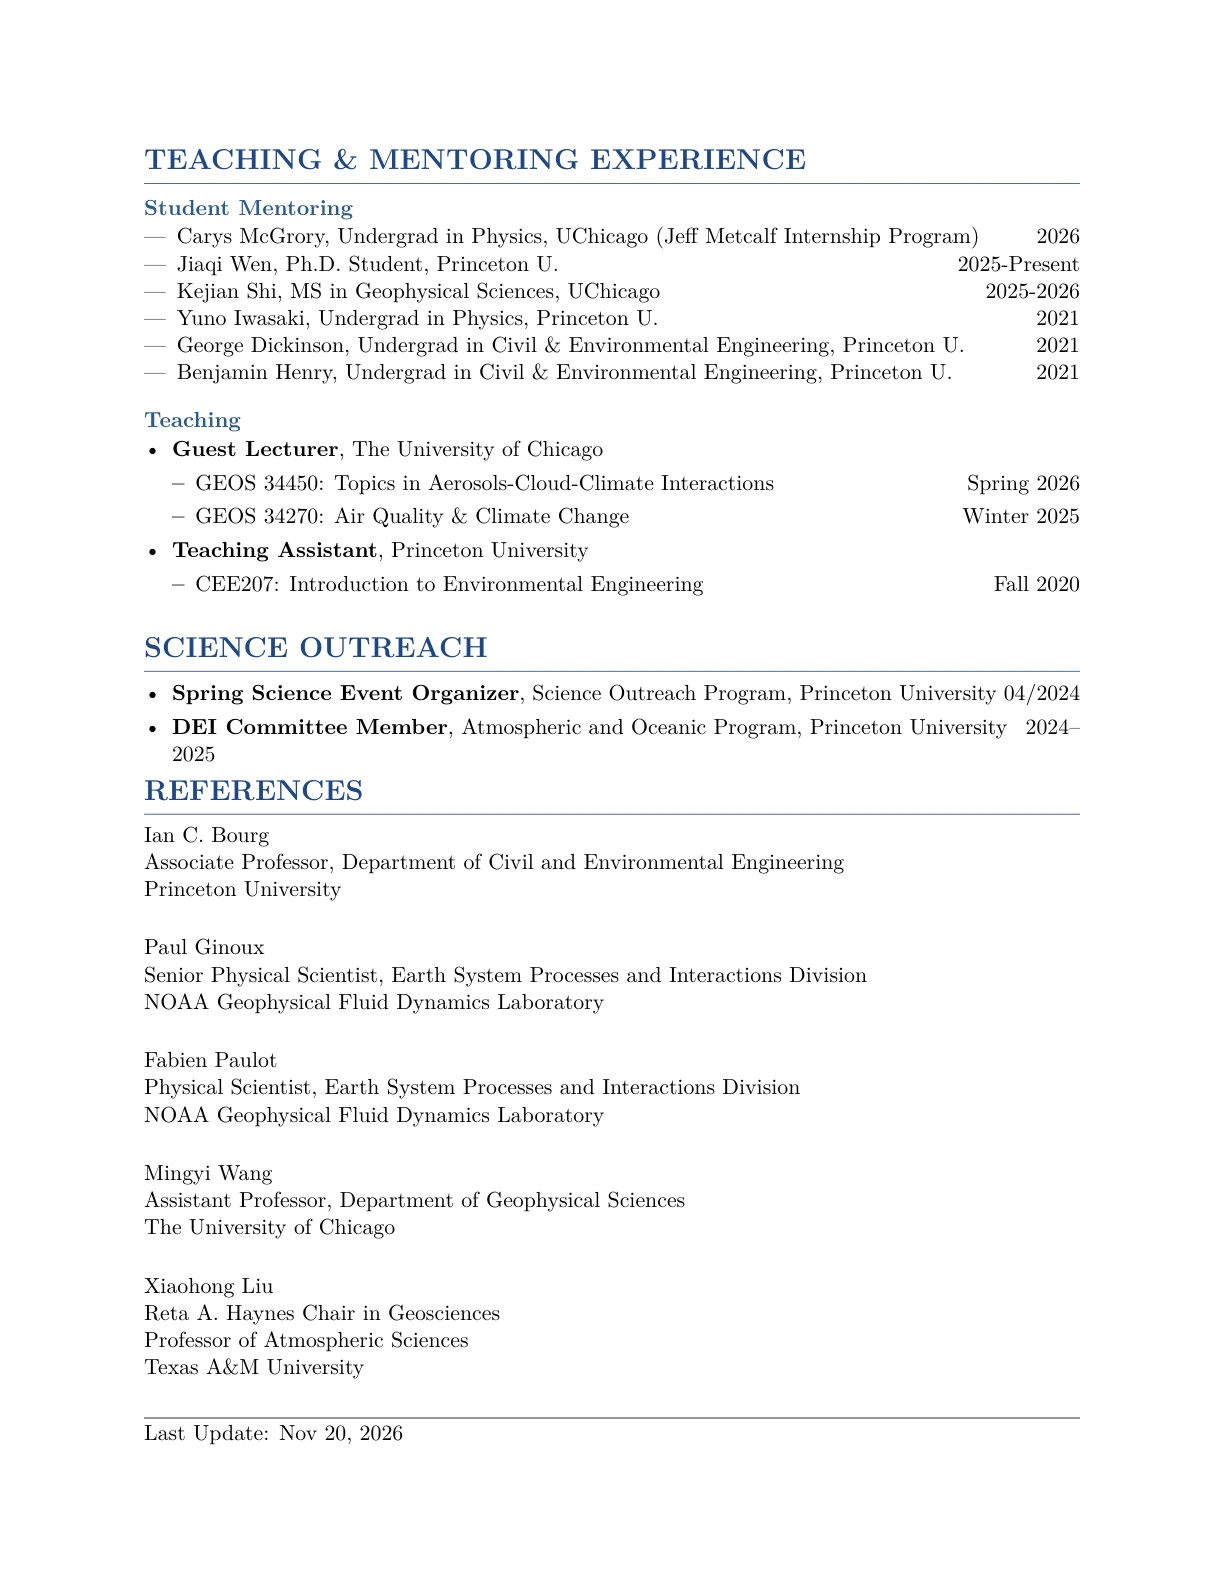 TEACHING & MENTORING EXPERIENCE
Student Mentoring
— Carys McGrory, Undergrad in Physics, UChicago (Jeff Metcalf Internship Program) 2026
— Jiaqi Wen, Ph.D. Student, Princeton U. 2025-Present
— Kejian Shi, MS in Geophysical Sciences, UChicago 2025-2026
— Yuno Iwasaki, Undergrad in Physics, Princeton U. 2021
— George Dickinson, Undergrad in Civil & Environmental Engineering, Princeton U. 2021
— Benjamin Henry, Undergrad in Civil & Environmental Engineering, Princeton U. 2021
Teaching
• Guest Lecturer, The University of Chicago
– GEOS 34450: Topics in Aerosols-Cloud-Climate Interactions Spring 2026
– GEOS 34270: Air Quality & Climate Change Winter 2025
• Teaching Assistant, Princeton University
– CEE207: Introduction to Environmental Engineering Fall 2020
SCIENCE OUTREACH
• Spring Science Event Organizer, Science Outreach Program, Princeton University 04/2024
• DEI Committee Member, Atmospheric and Oceanic Program, Princeton University 2024–
2025
REFERENCES
Ian C. Bourg
Associate Professor, Department of Civil and Environmental Engineering
Princeton University
Paul Ginoux
Senior Physical Scientist, Earth System Processes and Interactions Division
NOAA Geophysical Fluid Dynamics Laboratory
Fabien Paulot
Physical Scientist, Earth System Processes and Interactions Division
NOAA Geophysical Fluid Dynamics Laboratory
Mingyi Wang
Assistant Professor, Department of Geophysical Sciences
The University of Chicago
Xiaohong Liu
Reta A. Haynes Chair in Geosciences
Professor of Atmospheric Sciences
Texas A&M University
Last Update: Nov 20, 2026